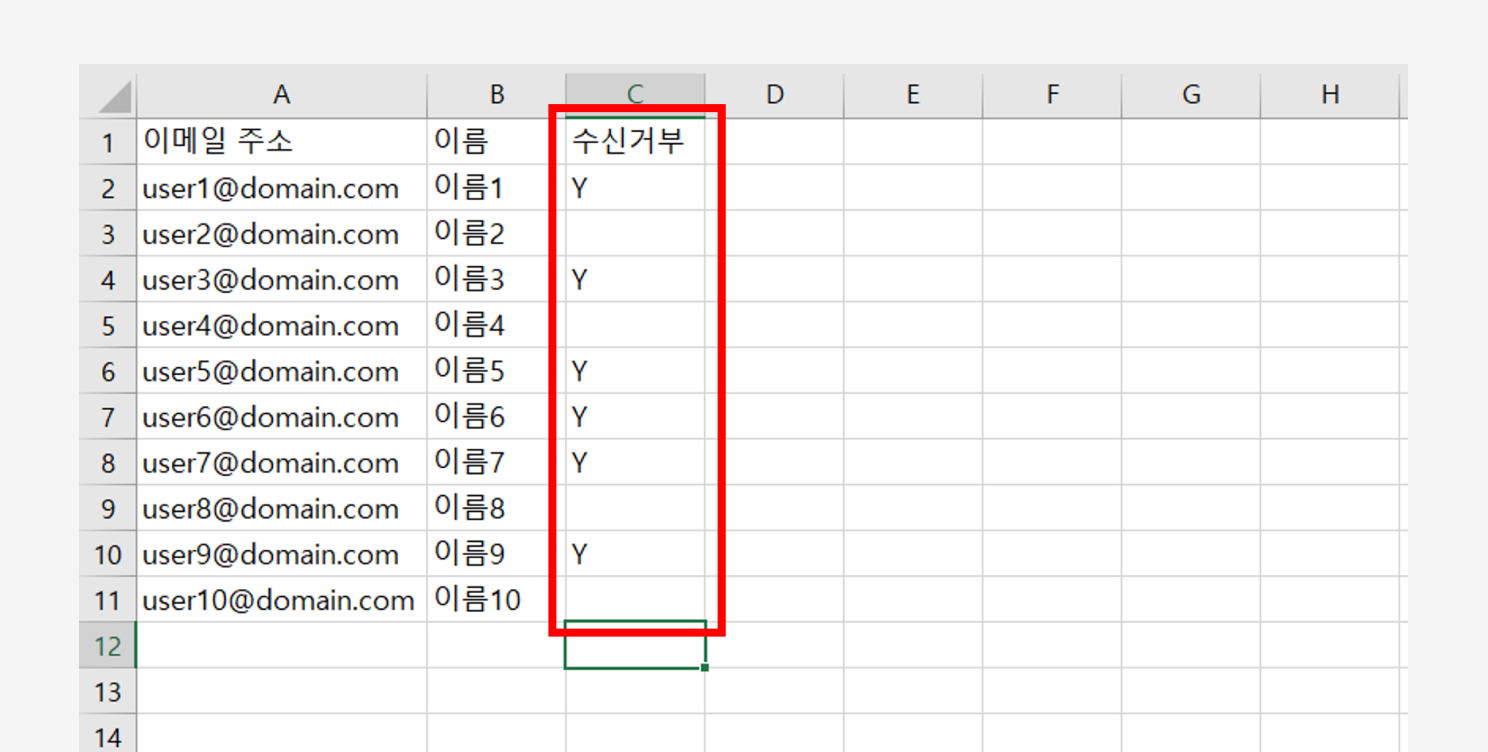 A B C D E F G H
1 이메일 주소 이름 수신거부
2 user1@domain.com 이름1 Y
3 user2@domain.com 이름2
4 user3@domain.com 이름3 Y
5 user4@domain.com 이름4
6 user5@domain.com 이름5 Y
7 user6@domain.com 이름6 Y
8 user7@domain.com 이름7 Y
9 user8@domain.com 이름8
10 user9@domain.com 이름9 Y
11 user10@domain.com 이름10
12
13
14